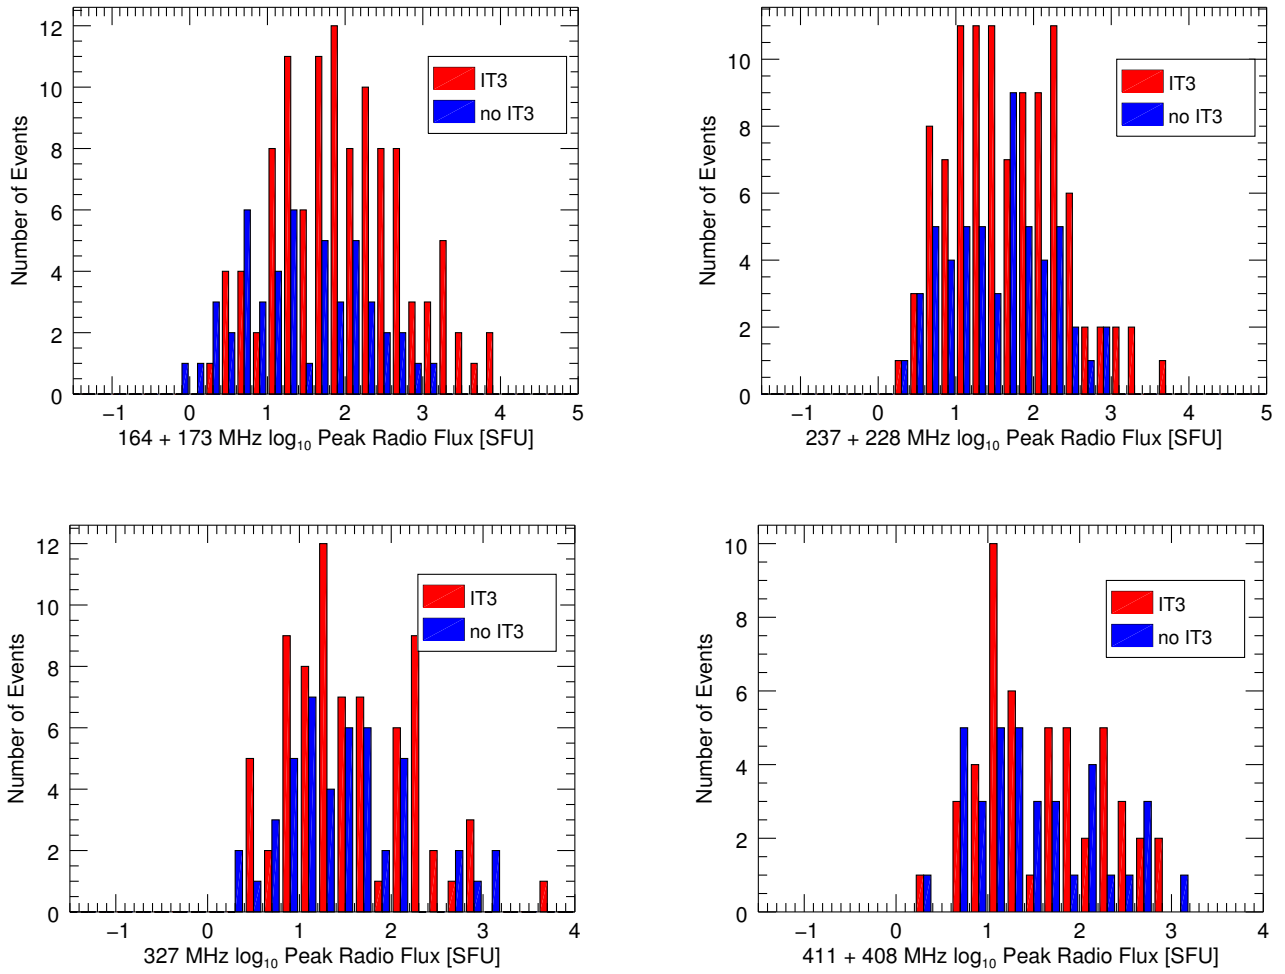 12
10
8
6
4
2
0
Number of Events
IT3
no IT3
−1 0 1 2 3 4 5
164 + 173 MHz log10 Peak Radio Flux [SFU]
10
8
6
4
2
0
Number of Events
IT3
no IT3
−1 0 1 2 3 4 5
237 + 228 MHz log10 Peak Radio Flux [SFU]
12
10
8
6
4
2
0
Number of Events
IT3
no IT3
−1 0 1 2 3 4
327 MHz log10 Peak Radio Flux [SFU]
10
8
6
4
2
0
Number of Events
IT3
no IT3
−1 0 1 2 3 4
411 + 408 MHz log10 Peak Radio Flux [SFU]